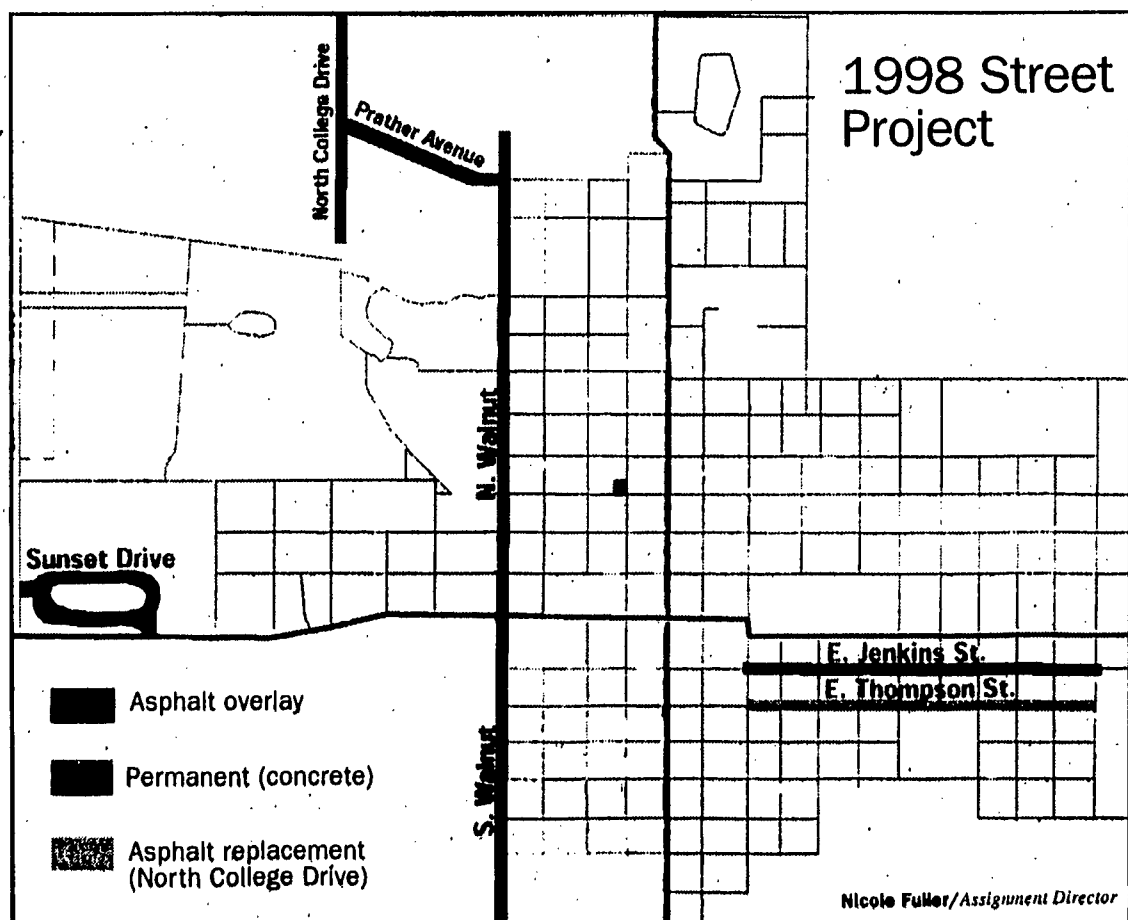 1998 Street
Project
North College Drive
Prather Avenue
N. Walnut
Sunset Drive
E. Jenkins St.
E. Thompson St.
S. Walnut
Asphalt overlay
Permanent (concrete)
Asphalt replacement
(North College Drive)
Nicole Fuller/Assignment Director